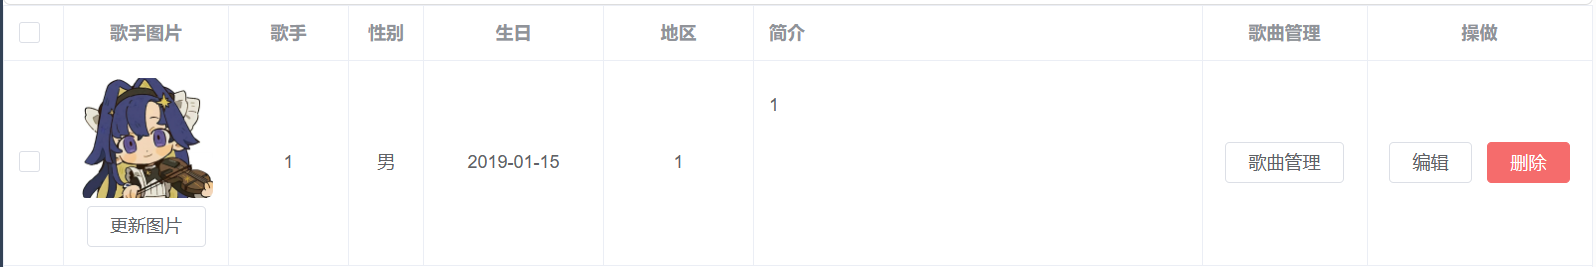 歌手图片 歌手 性别 生日 地区 简介 歌曲管理 操做
1
1 男 2019-01-15 1 歌曲管理 编辑 删除
更新图片